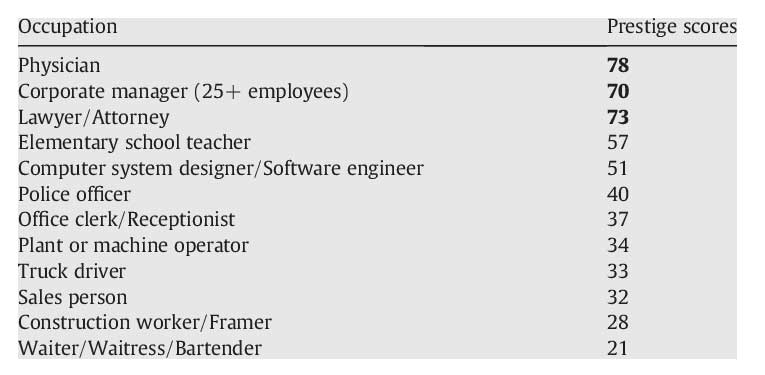 Occupation Prestige scores
Physician 78
Corporate manager (25+ employees) 70
Lawyer/Attorney 73
Elementary school teacher 57
Computer system designer/Software engineer 51
Police officer 40
Office clerk/Receptionist 37
Plant or machine operator 34
Truck driver 33
Sales person 32
Construction worker/Framer 28
Waiter/Waitress/Bartender 21